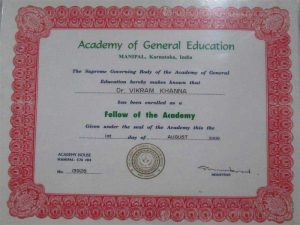 Academy of General Education
MANIPAL, Karnataka, India
The Supreme Governing Body of the Academy of General
Education hereby makes known that
Dr. VIKRAM KHANNA
has been enrolled as a
Fellow of the Academy
Given under the seal of the Academy this the
1st day of AUGUST
ACADEMY HOUSE
MANIPAL
No.
REGISTRAR